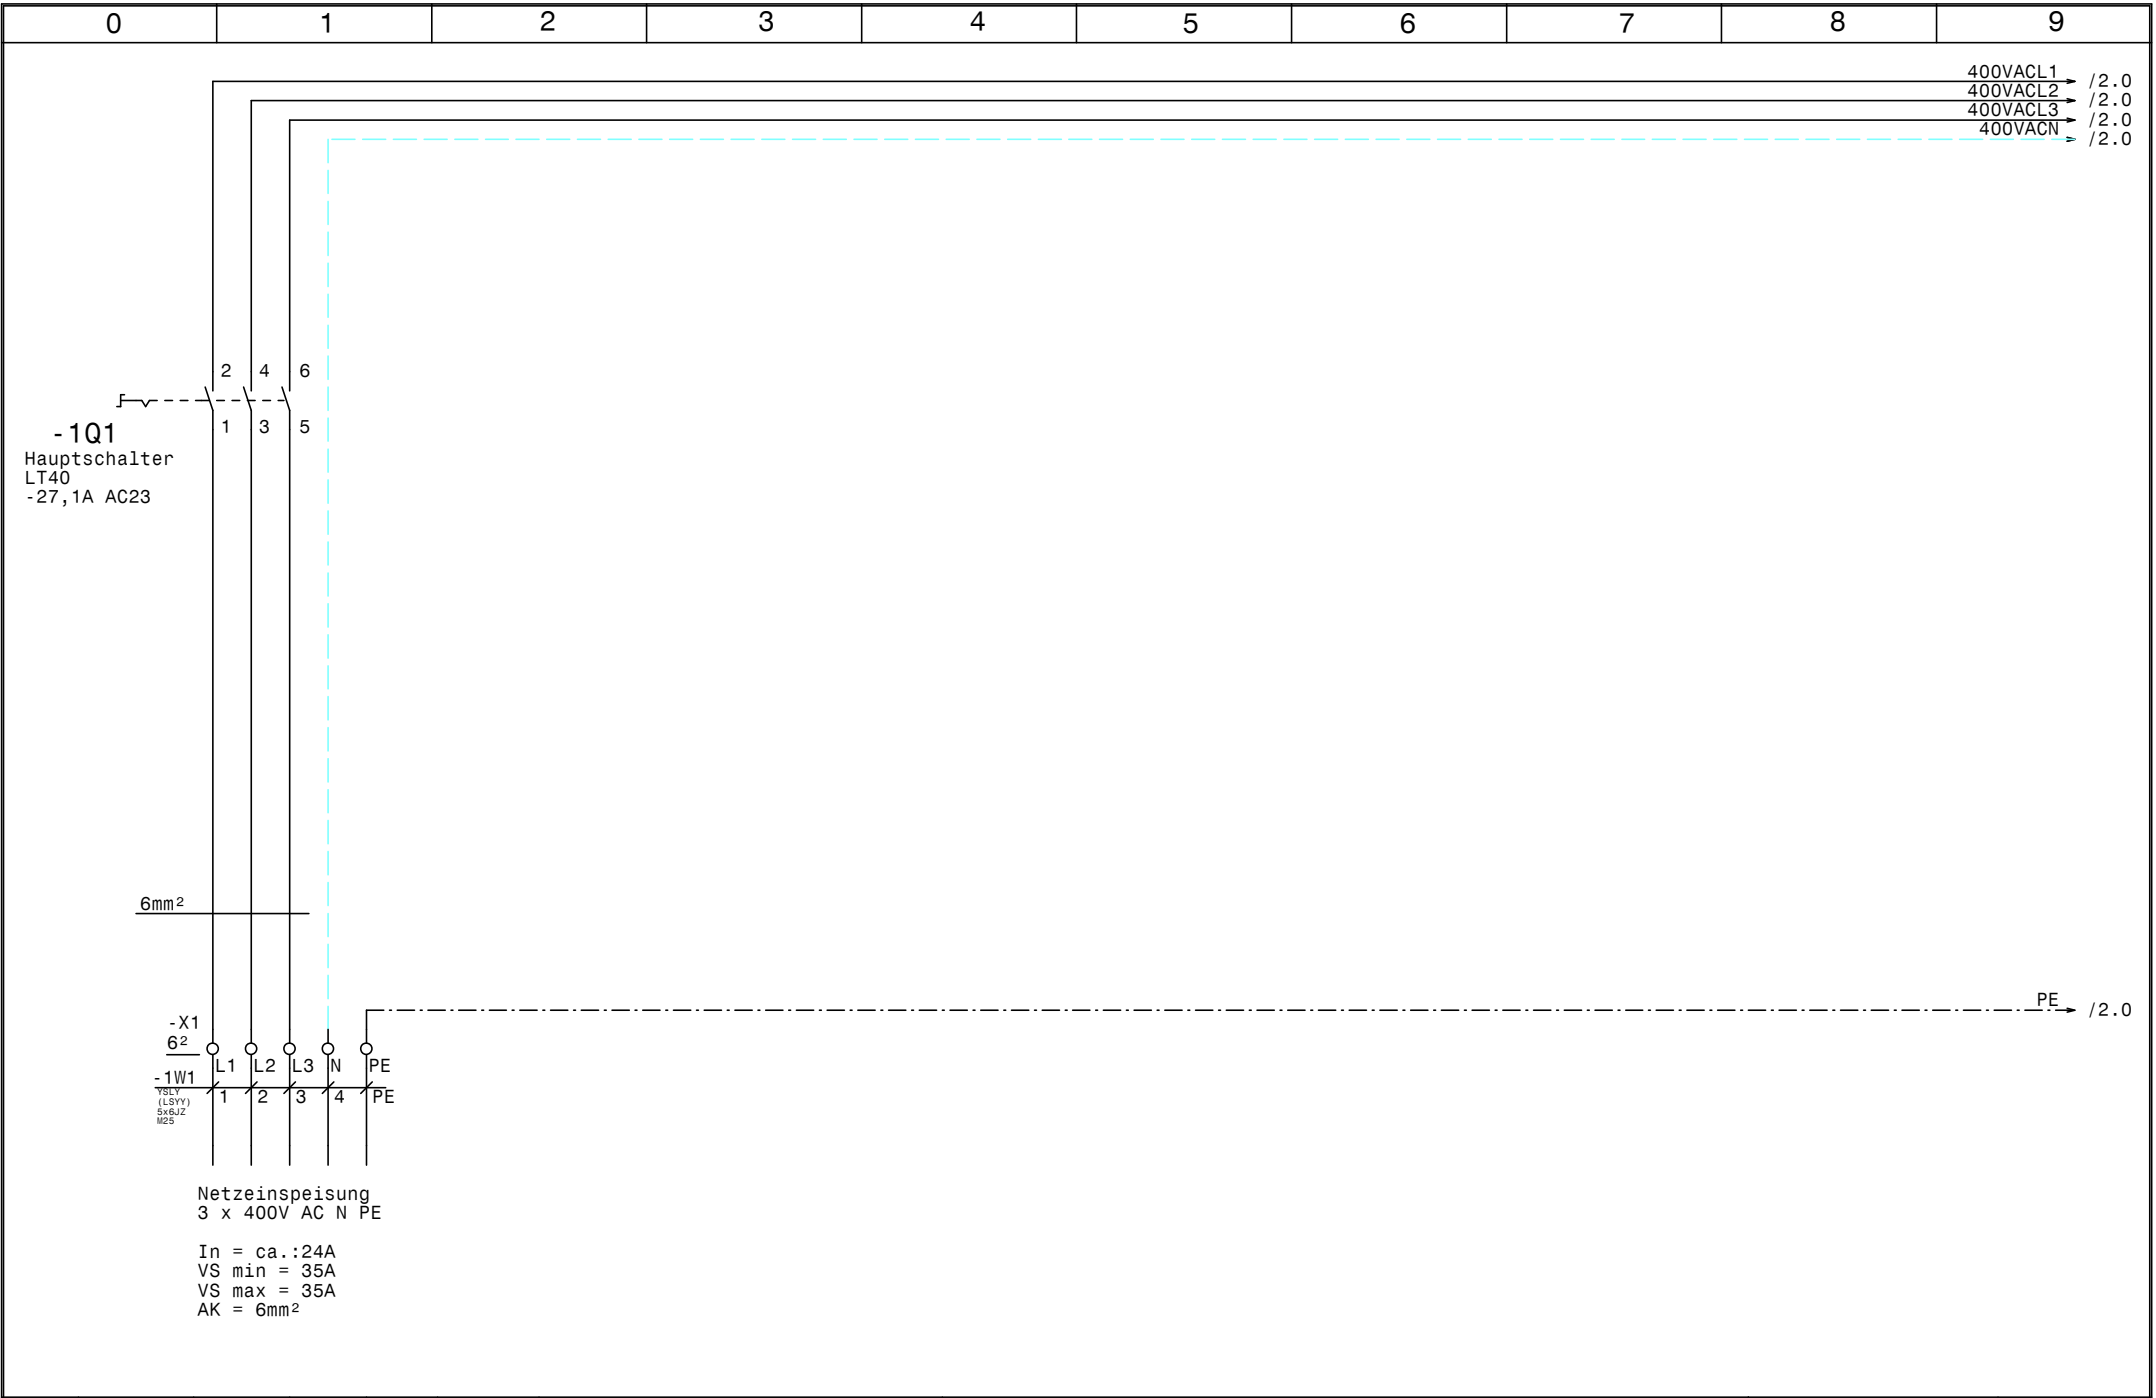 0 1 2 3 4 5 6 7 8 9
400VACL1 /2.0
400VACL2 /2.0
400VACL3 /2.0
400VACN /2.0
2 4 6
1 3 5
-1Q1
Hauptschalter
LT40
-27,1A AC23
6mm²
PE /2.0
-X1
6²
L1 L2 L3 N PE
-1W1
1 2 3 4 PE
YSLY
(LSYY)
5x6JZ
M25
Netzeinspeisung
3 x 400V AC N PE
In = ca.:24A
VS min = 35A
VS max = 35A
AK = 6mm²